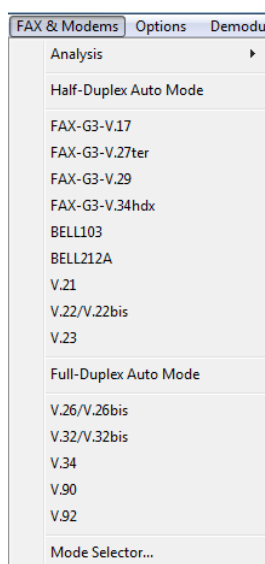 FAX & Modems Options Demodu
Analysis
Half-Duplex Auto Mode
FAX-G3-V.17
FAX-G3-V.27ter
FAX-G3-V.29
FAX-G3-V.34hdx
BELL103
BELL212A
V.21
V.22/V.22bis
V.23
Full-Duplex Auto Mode
V.26/V.26bis
V.32/V.32bis
V.34
V.90
V.92
Mode Selector...